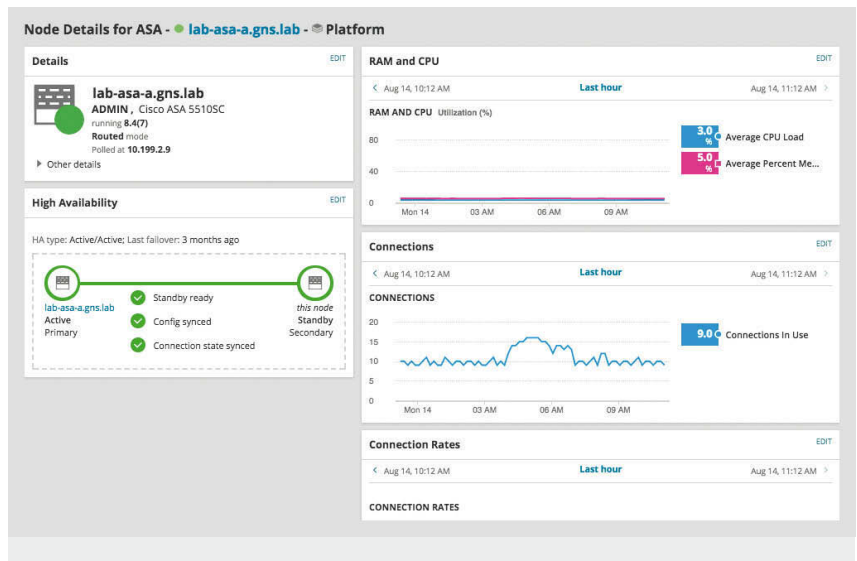 Node Details for ASA - lab-asa-a.gns.lab - Platform
Details EDIT
lab-asa-a.gns.lab
ADMIN , Cisco ASA 5510SC
running 8.4(7)
Routed mode
Polled at 10.199.2.9
Other details
High Availability EDIT
HA type: Active/Active; Last failover: 3 months ago
lab-asa-a.gns.lab
Active
Primary
Standby ready
Config synced
Connection state synced
this node
Standby
Secondary
RAM and CPU EDIT
Aug 14, 10:12 AM Last hour Aug 14, 11:12 AM
RAM AND CPU Utilization (%)
80
40
0
Mon 14 03 AM 06 AM 09 AM
3.0 % Average CPU Load
5.0 % Average Percent Me...
Connections EDIT
Aug 14, 10:12 AM Last hour Aug 14, 11:12 AM
CONNECTIONS
20
15
10
5
0
Mon 14 03 AM 06 AM 09 AM
9.0 Connections In Use
Connection Rates EDIT
Aug 14, 10:12 AM Last hour Aug 14, 11:12 AM
CONNECTION RATES